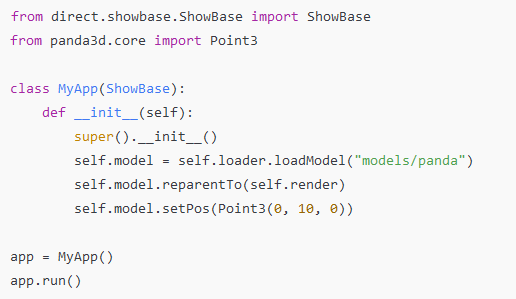 from direct.showbase.ShowBase import ShowBase
from panda3d.core import Point3

class MyApp(ShowBase):
    def __init__(self):
        super().__init__()
        self.model = self.loader.loadModel("models/panda")
        self.model.reparentTo(self.render)
        self.model.setPos(Point3(0, 10, 0))

app = MyApp()
app.run()